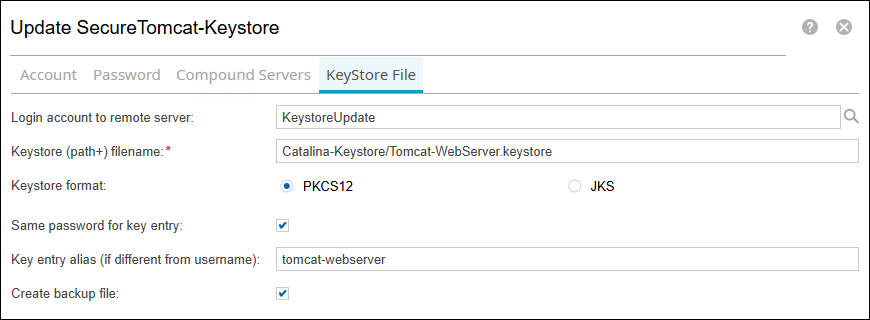 Update SecureTomcat-Keystore
?
Account Password Compound Servers KeyStore File
Login account to remote server: KeystoreUpdate
Keystore (path+) filename:* Catalina-Keystore/Tomcat-WebServer.keystore
Keystore format: PKCS12 JKS
Same password for key entry:
Key entry alias (if different from username): tomcat-webserver
Create backup file: